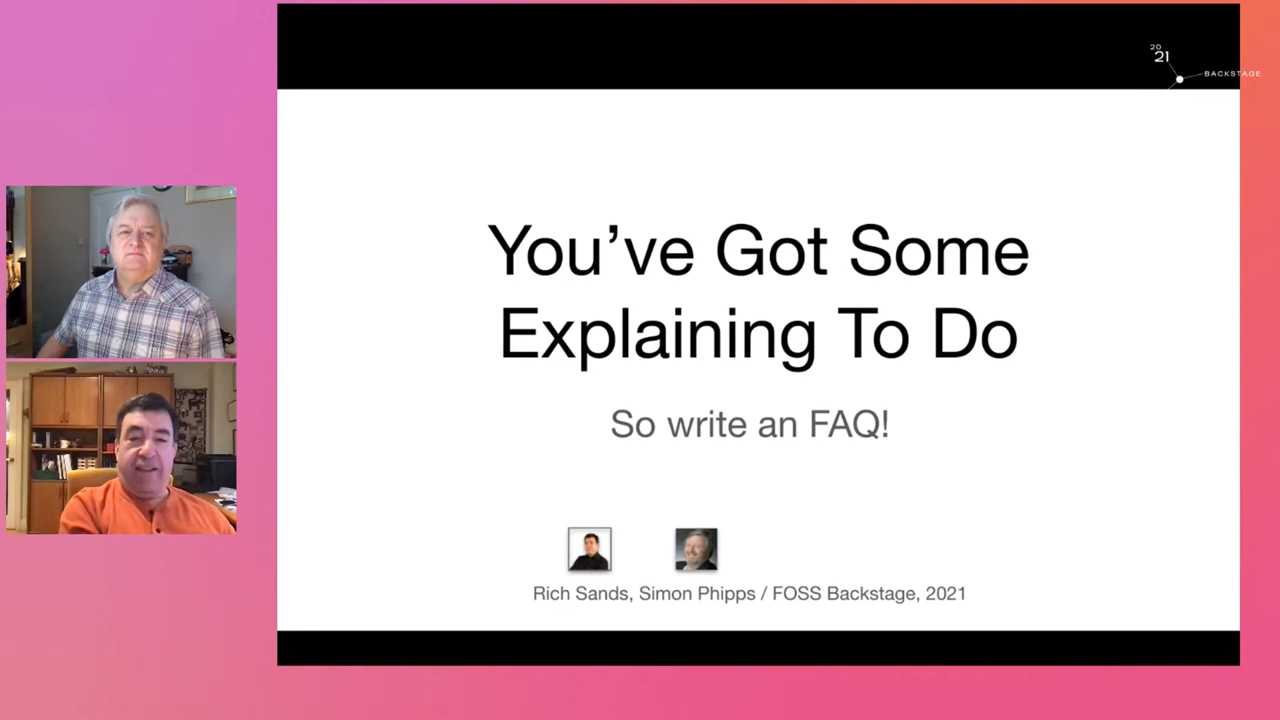 20
21
BACKSTAGE
You’ve Got Some
Explaining To Do
So write an FAQ!
Rich Sands, Simon Phipps / FOSS Backstage, 2021